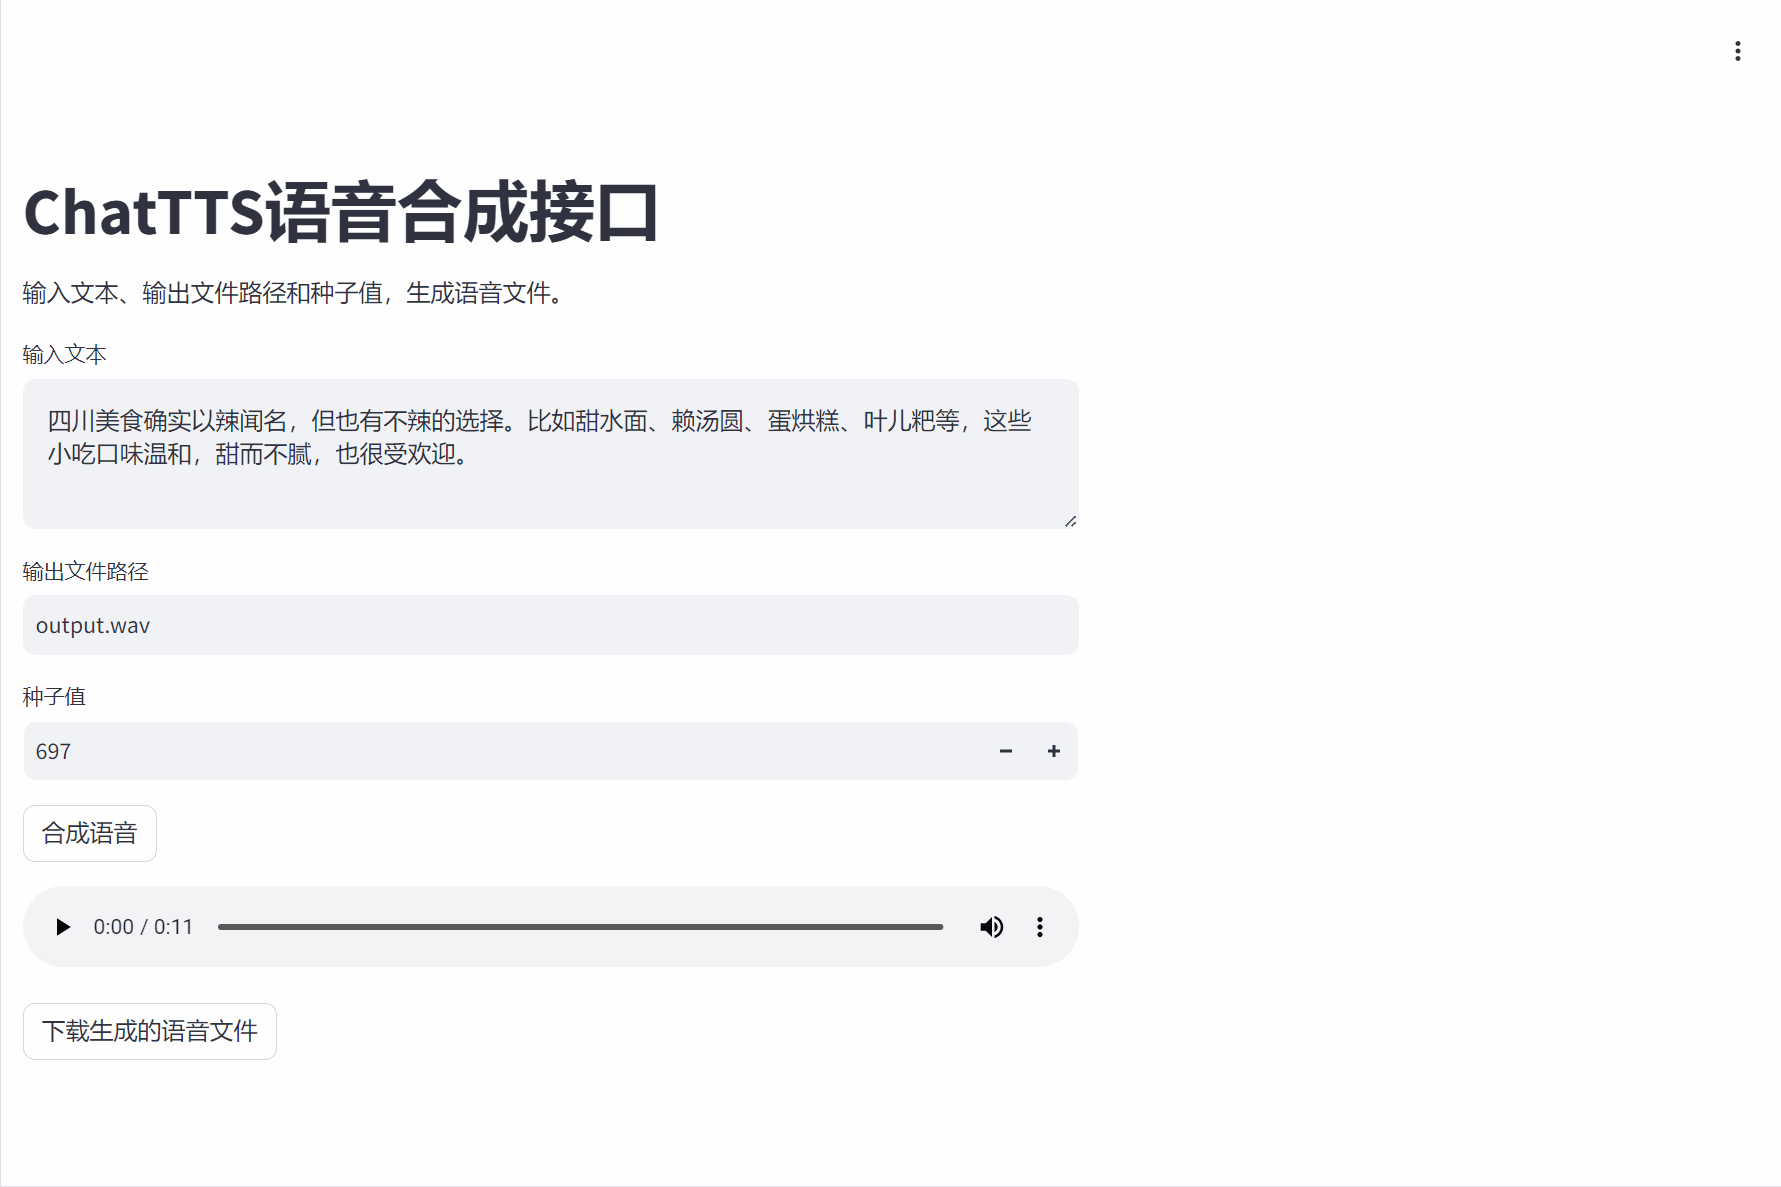 ChatTTS语音合成接口
输入文本、输出文件路径和种子值，生成语音文件。
输入文本
四川美食确实以辣闻名，但也有不辣的选择。比如甜水面、赖汤圆、蛋烘糕、叶儿粑等，这些
小吃口味温和，甜而不腻，也很受欢迎。
输出文件路径
output.wav
种子值
697
合成语音
0:00 / 0:11
下载生成的语音文件